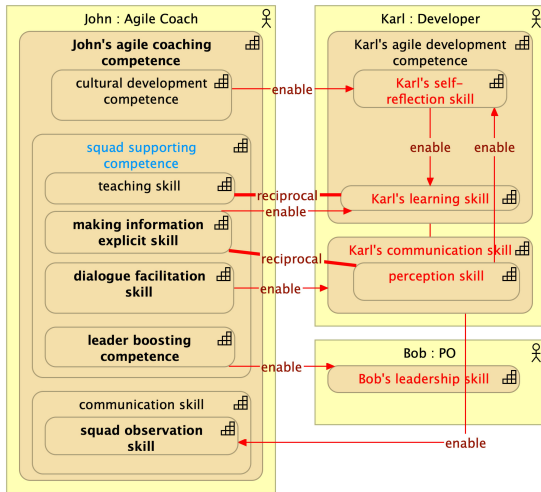 John : Agile Coach
John's agile coaching
competence
cultural development
competence
squad supporting
competence
teaching skill
making information
explicit skill
dialogue facilitation
skill
leader boosting
competence
communication skill
squad observation
skill
enable
reciprocal
enable
reciprocal
enable
enable
enable
enable
enable
Karl : Developer
Karl's agile development
competence
Karl's self-
reflection skill
Karl's learning skill
Karl's communication skill
perception skill
Bob : PO
Bob's leadership skill